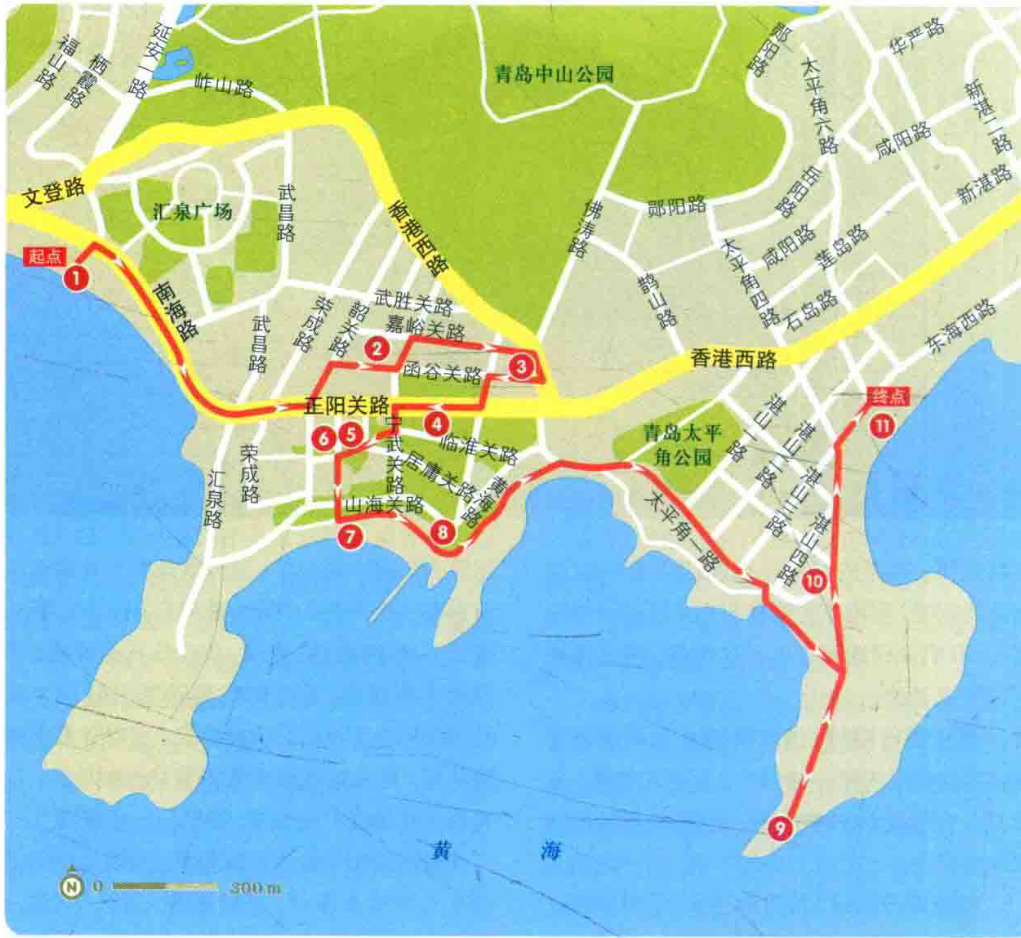 福山路
栖霞路
延安一路
岞山路
青岛中山公园
郧阳路
太平角六路
华严路
新湛二路
咸阳路
新湛路
文登路
汇泉广场
武昌路
香港西路
佛涛路
郧阳路
岳阳路
咸阳路
莲岛路
太平角四路
石岛路
鹊山路
东海西路
起点
1
南海路
荣成路
韶关路
武胜关路
嘉峪关路
武昌路
2
函谷关路
3
香港西路
正阳关路
4
终点
11
6
5
宁武关路
临淮关路
居庸关路
黄海路
青岛太平
角公园
湛山一路
湛山二路
湛山三路
湛山四路
荣成路
汇泉路
山海关路
7
8
太平角一路
10
9
黄海
N 0 300m